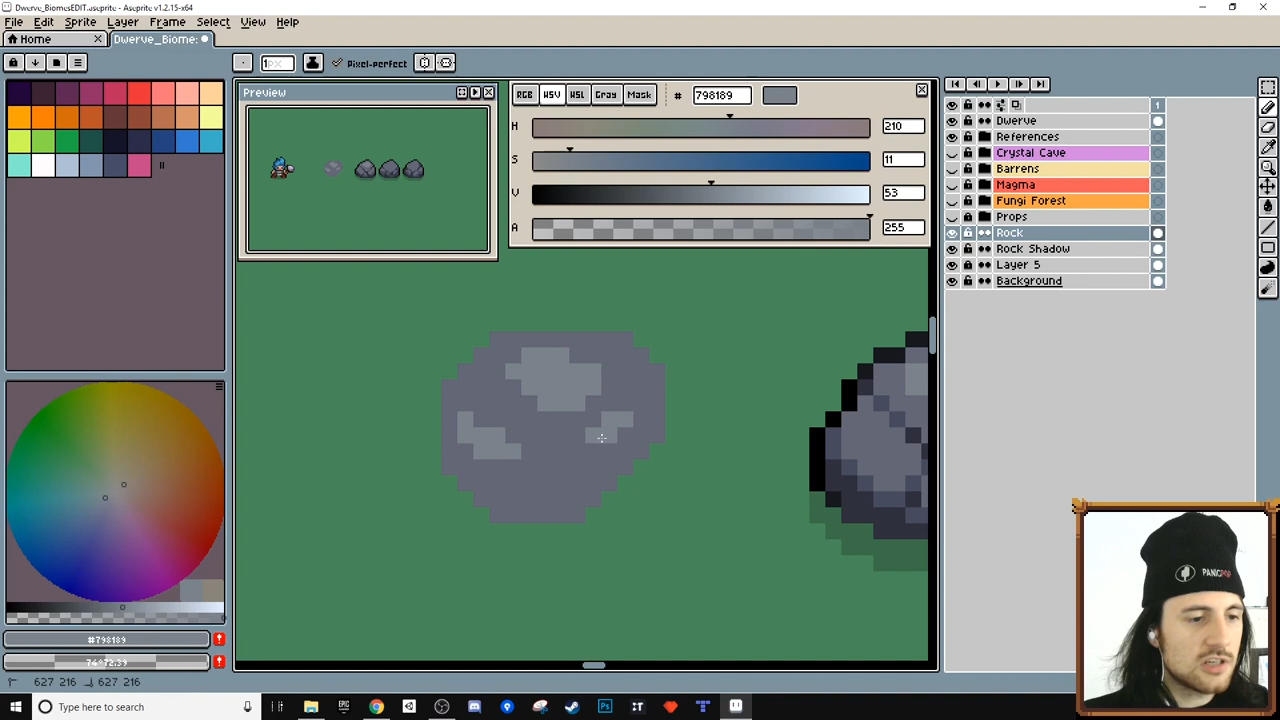 Dwerve_BiomesEDIT.aseprite - Aseprite v1.2.15-x64
File Edit Sprite Layer Frame Select View Help
Home Dwerve_Biome:
Pixel-perfect
Preview
RGB HSV HSL Gray Mask # 798189
H 210
S 11
V 53
A 255
1
Dwerve
References
Crystal Cave
Barrens
Magma
Fungi Forest
Props
Rock
Rock Shadow
Layer 5
Background
#798189
627 216 627 216
PANICPOP
Type here to search